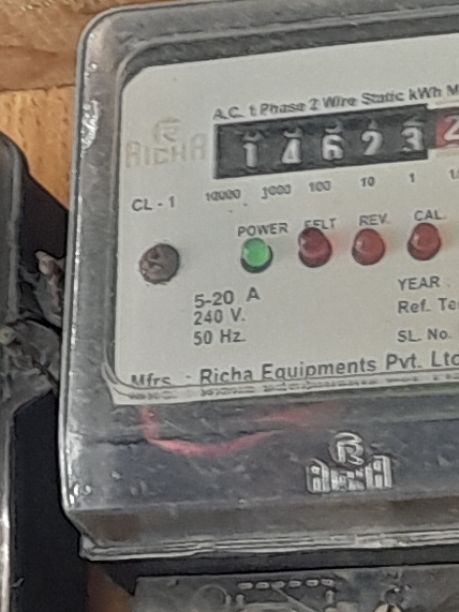 A.C. 1 Phase 2 Wire Static kWh M
RICHA
1 4 6 2 3 2
CL - 1
10000 1000 100 10 1
POWER EELT REV. CAL.
5-20 A
240 V.
50 Hz.
YEAR :
Ref. Te
SL. No.
Mfrs. : Richa Equipments Pvt. Ltd
RICHA